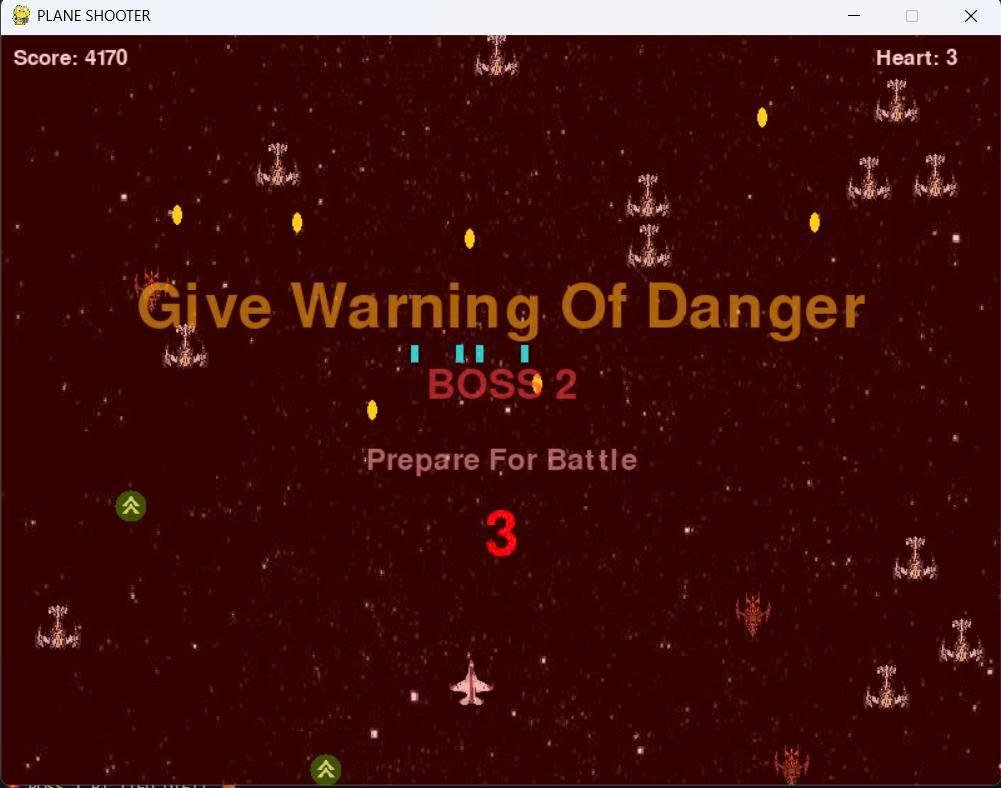 PLANE SHOOTER
Score: 4170
Heart: 3
Give Warning Of Danger
BOSS 2
Prepare For Battle
3